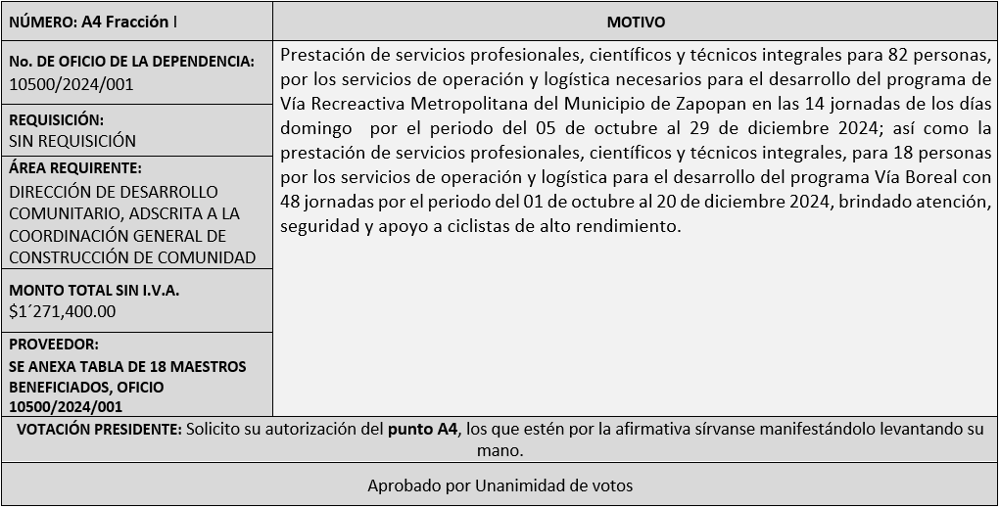 NÚMERO: A4 Fracción I
MOTIVO
No. DE OFICIO DE LA DEPENDENCIA:
10500/2024/001
REQUISICIÓN:
SIN REQUISICIÓN
ÁREA REQUIRENTE:
DIRECCIÓN DE DESARROLLO
COMUNITARIO, ADSCRITA A LA
COORDINACIÓN GENERAL DE
CONSTRUCCIÓN DE COMUNIDAD
MONTO TOTAL SIN I.V.A.
$1´271,400.00
PROVEEDOR:
SE ANEXA TABLA DE 18 MAESTROS
BENEFICIADOS, OFICIO
10500/2024/001
Prestación de servicios profesionales, científicos y técnicos integrales para 82 personas,
por los servicios de operación y logística necesarios para el desarrollo del programa de
Vía Recreactiva Metropolitana del Municipio de Zapopan en las 14 jornadas de los días
domingo por el periodo del 05 de octubre al 29 de diciembre 2024; así como la
prestación de servicios profesionales, científicos y técnicos integrales, para 18 personas
por los servicios de operación y logística para el desarrollo del programa Vía Boreal con
48 jornadas por el periodo del 01 de octubre al 20 de diciembre 2024, brindado atención,
seguridad y apoyo a ciclistas de alto rendimiento.
VOTACIÓN PRESIDENTE: Solicito su autorización del punto A4, los que estén por la afirmativa sírvanse manifestándolo levantando su
mano.
Aprobado por Unanimidad de votos